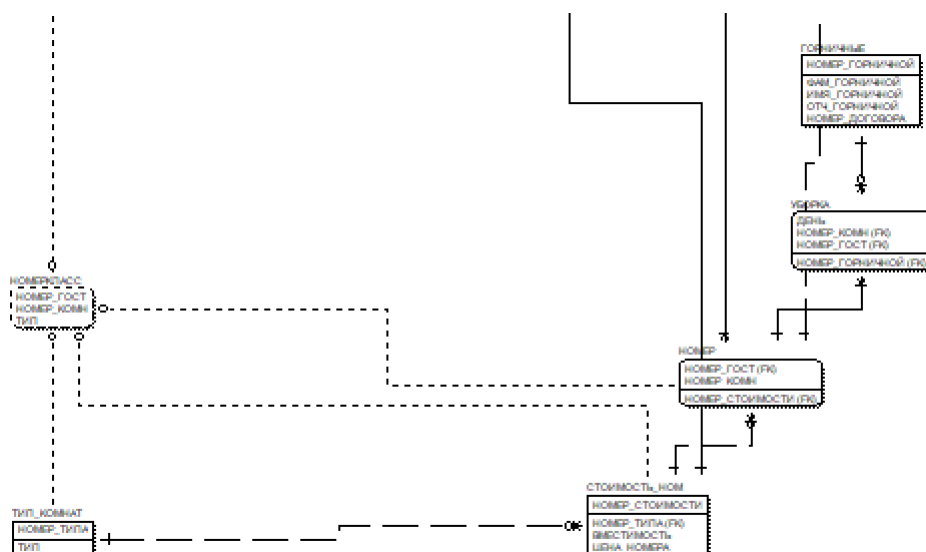 ГОРНИЧНЫЕ
НОМЕР_ГОРНИЧНОЙ
ФАМ_ГОРНИЧНОЙ
ИМЯ_ГОРНИЧНОЙ
ОТЧ_ГОРНИЧНОЙ
НОМЕР_ДОГОВОРА
УБОРКА
ДЕНЬ
НОМЕР_КОМН (FK)
НОМЕР_ГОСТ (FK)
НОМЕР_ГОРНИЧНОЙ (FK)
НОМЕРКЛАСС
НОМЕР_ГОСТ
НОМЕР_КОМН
ТИП
НОМЕР
НОМЕР_ГОСТ (FK)
НОМЕР_КОМН
НОМЕР_СТОИМОСТИ (FK)
СТОИМОСТЬ_НОМ
НОМЕР_СТОИМОСТИ
НОМЕР_ТИПА (FK)
ВМЕСТИМОСТЬ
ЦЕНА_НОМЕРА
ТИП_КОМНАТ
НОМЕР_ТИПА
ТИП